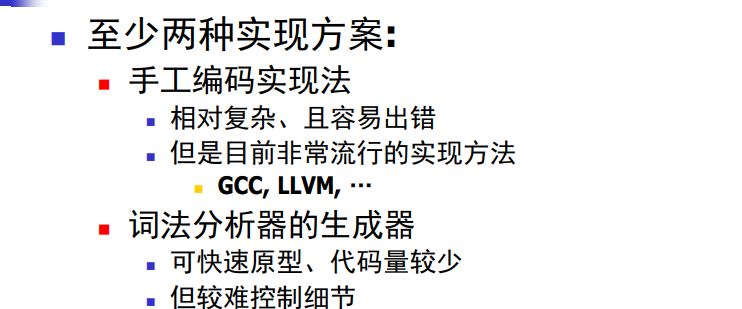 至少两种实现方案:
手工编码实现法
相对复杂、且容易出错
但是目前非常流行的实现方法
GCC, LLVM, …
词法分析器的生成器
可快速原型、代码量较少
但较难控制细节